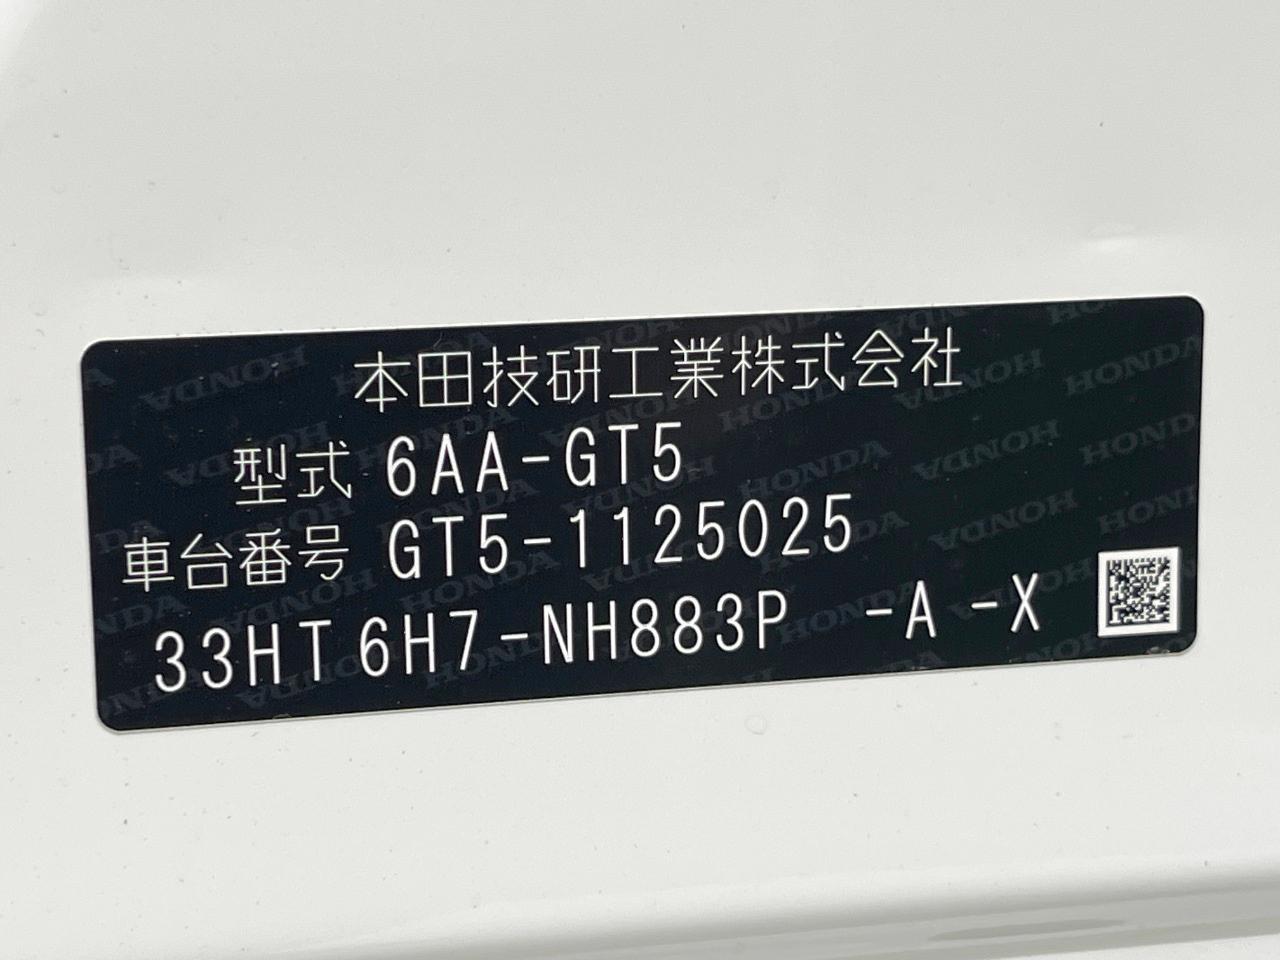 本田技研工業株式会社
型式 6AA-GT5
車台番号 GT5-1125025
33HT6H7-NH883P -A -X